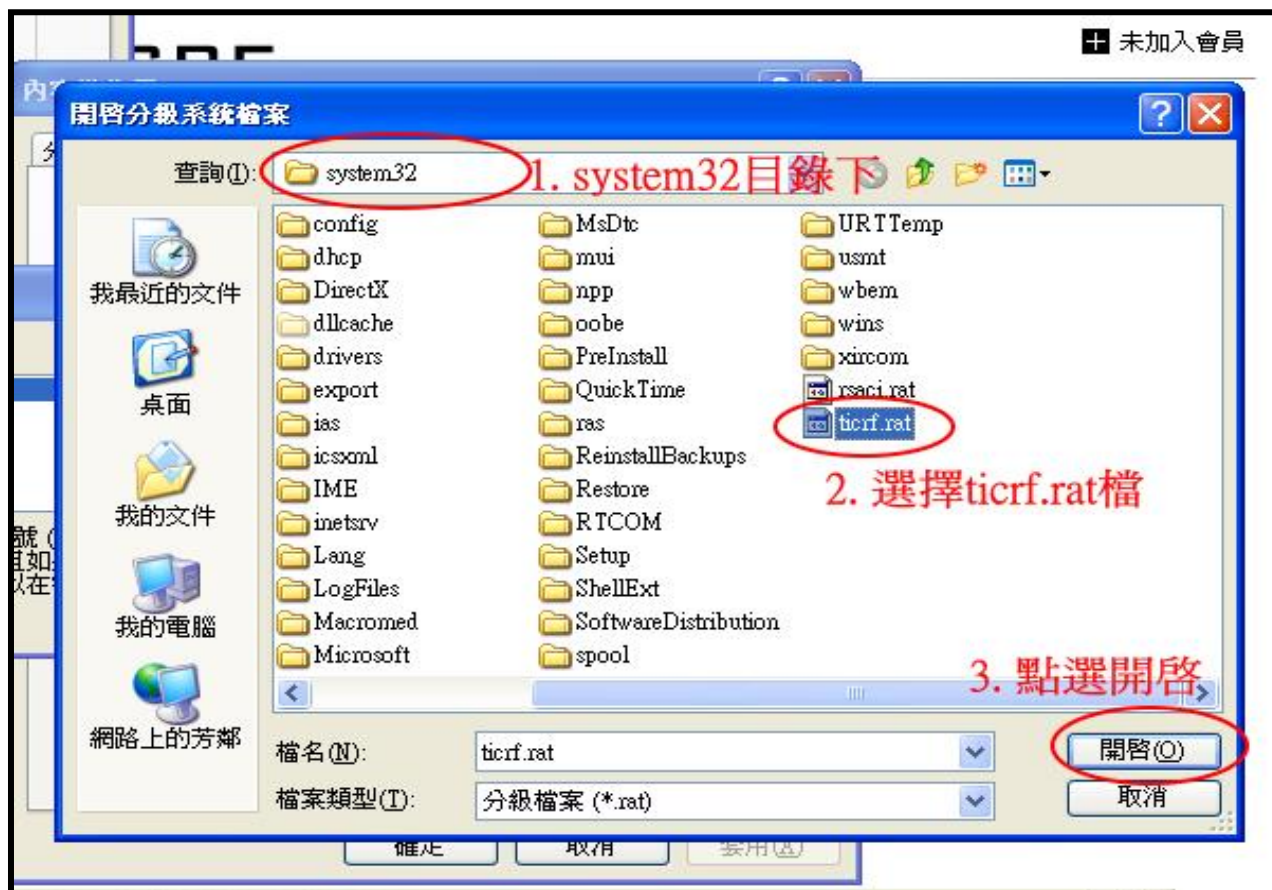 未加入會員
開啓分級系統檔案
查詢(I):
system32
1. system32目錄下
config
dhcp
DirectX
dllcache
drivers
export
ias
icsxml
IME
inetsrv
Lang
LogFiles
Macromed
Microsoft
MsDtc
mui
npp
oobe
PreInstall
QuickTime
ras
ReinstallBackups
Restore
RTCOM
Setup
ShellExt
SoftwareDistribution
spool
URTTemp
usmt
wbem
wins
xircom
rsaci.rat
ticrf.rat
2. 選擇ticrf.rat檔
我最近的文件
桌面
我的文件
我的電腦
網路上的芳鄰
3. 點選開啓
檔名(N):
ticrf.rat
開啓(O)
檔案類型(T):
分級檔案 (*.rat)
取消
確定
取消
套用(A)